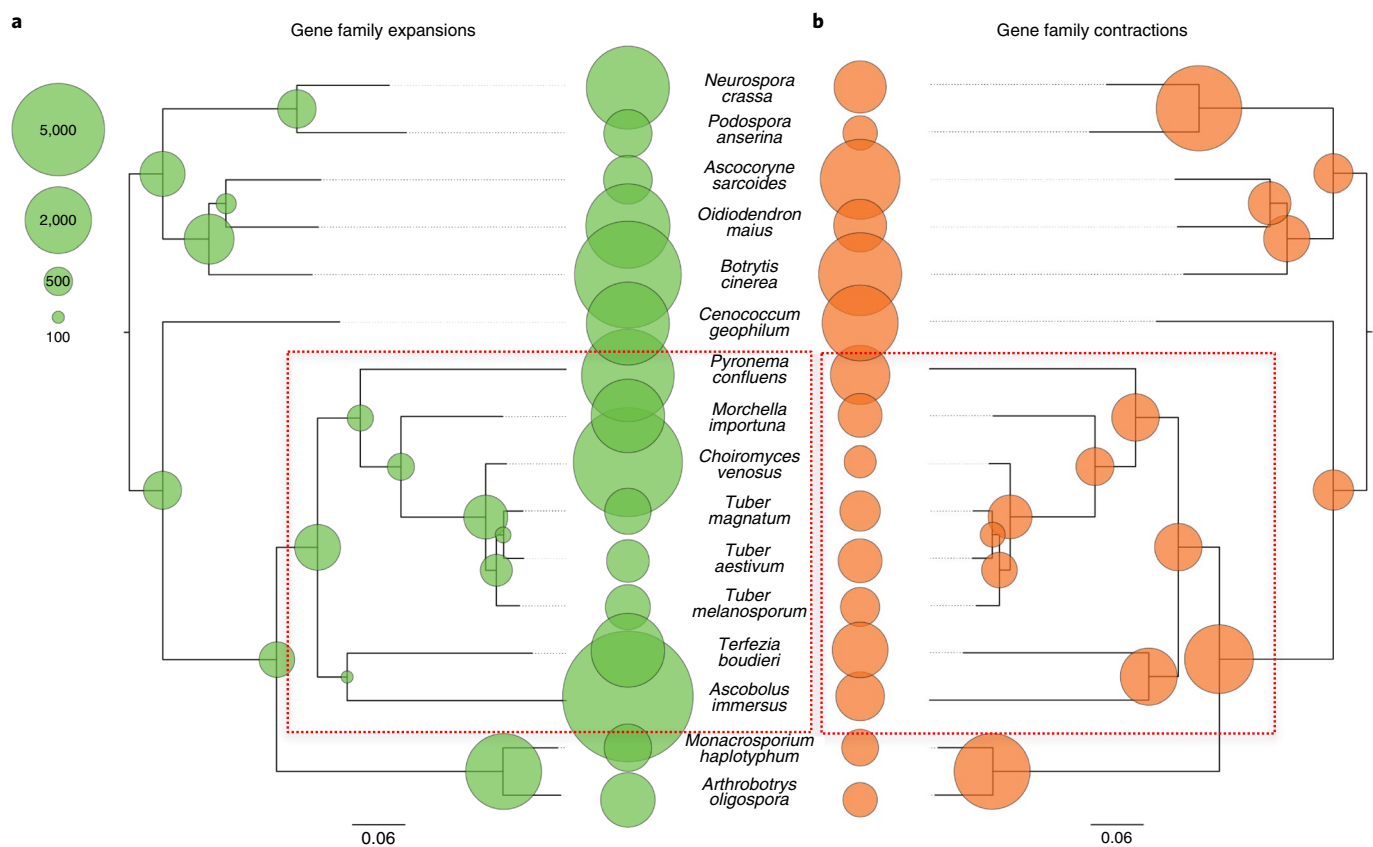 a
Gene family expansions
b
Gene family contractions
5,000
2,000
500
100
Neurospora
crassa
Podospora
anserina
Ascocoryne
sarcoides
Oidiodendron
maius
Botrytis
cinerea
Cenococcum
geophilum
Pyronema
confluens
Morchella
importuna
Choiromyces
venosus
Tuber
magnatum
Tuber
aestivum
Tuber
melanosporum
Terfezia
boudieri
Ascobolus
immersus
Monacrosporium
haplotyphum
Arthrobotrys
oligospora
0.06
0.06